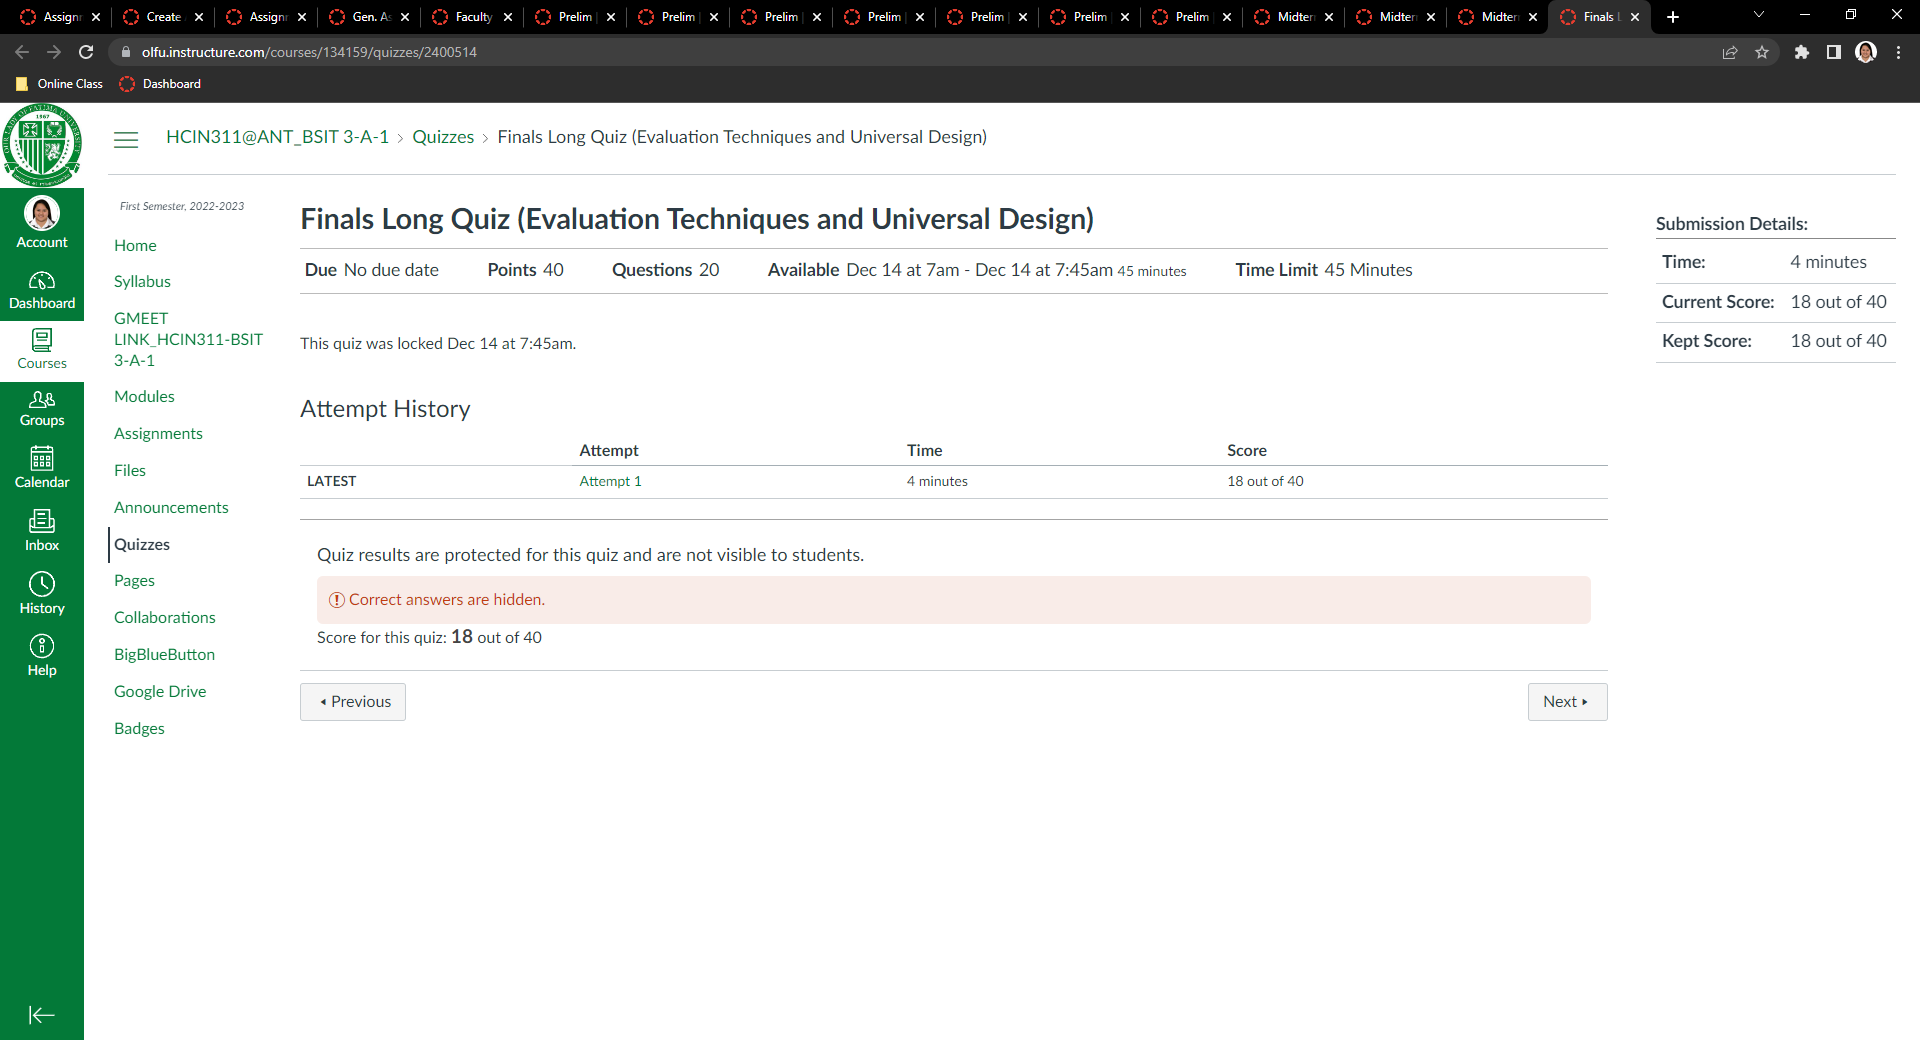 Assignr
Create
Assignr
Gen. As
Faculty
Prelim
Prelim
Prelim
Prelim
Prelim
Prelim
Prelim
Midter
Midter
Midter
Finals L
olfu.instructure.com/courses/134159/quizzes/2400514
Online Class
Dashboard
1967
HCIN311@ANT_BSIT 3-A-1 › Quizzes › Finals Long Quiz (Evaluation Techniques and Universal Design)
Account
Dashboard
Courses
Groups
Calendar
Inbox
History
Help
First Semester, 2022-2023
Home
Syllabus
GMEET
LINK_HCIN311-BSIT
3-A-1
Modules
Assignments
Files
Announcements
Quizzes
Pages
Collaborations
BigBlueButton
Google Drive
Badges
Finals Long Quiz (Evaluation Techniques and Universal Design)
Due No due date Points 40 Questions 20 Available Dec 14 at 7am - Dec 14 at 7:45am 45 minutes Time Limit 45 Minutes
This quiz was locked Dec 14 at 7:45am.
Attempt History
Attempt Time Score
LATEST Attempt 1 4 minutes 18 out of 40
Quiz results are protected for this quiz and are not visible to students.
Correct answers are hidden.
Score for this quiz: 18 out of 40
Previous
Next
Submission Details:
Time: 4 minutes
Current Score: 18 out of 40
Kept Score: 18 out of 40